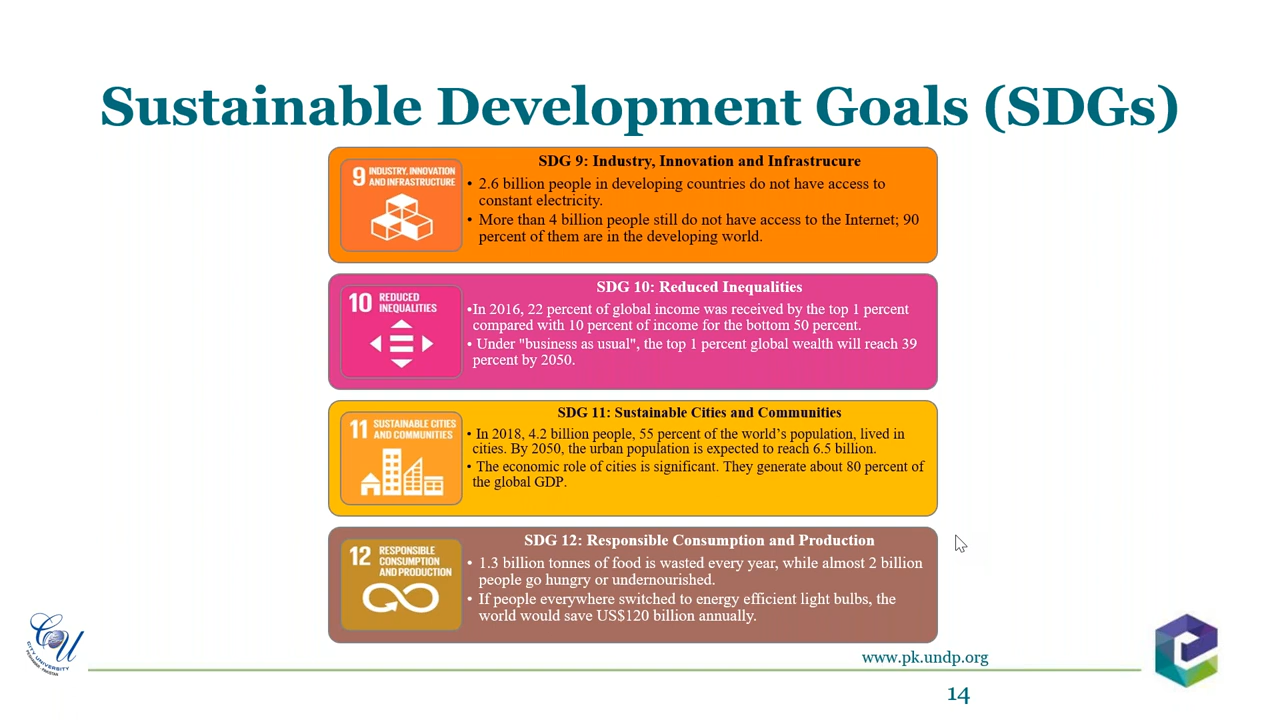 Sustainable Development Goals (SDGs)
9 INDUSTRY, INNOVATION
AND INFRASTRUCTURE
SDG 9: Industry, Innovation and Infrastrucure
• 2.6 billion people in developing countries do not have access to
constant electricity.
• More than 4 billion people still do not have access to the Internet; 90
percent of them are in the developing world.
10 REDUCED
INEQUALITIES
SDG 10: Reduced Inequalities
•In 2016, 22 percent of global income was received by the top 1 percent
compared with 10 percent of income for the bottom 50 percent.
• Under "business as usual", the top 1 percent global wealth will reach 39
percent by 2050.
11 SUSTAINABLE CITIES
AND COMMUNITIES
SDG 11: Sustainable Cities and Communities
• In 2018, 4.2 billion people, 55 percent of the world’s population, lived in
cities. By 2050, the urban population is expected to reach 6.5 billion.
• The economic role of cities is significant. They generate about 80 percent of
the global GDP.
12 RESPONSIBLE
CONSUMPTION
AND PRODUCTION
SDG 12: Responsible Consumption and Production
• 1.3 billion tonnes of food is wasted every year, while almost 2 billion
people go hungry or undernourished.
• If people everywhere switched to energy efficient light bulbs, the
world would save US$120 billion annually.
CU
CITY UNIVERSITY
www.pk.undp.org
14